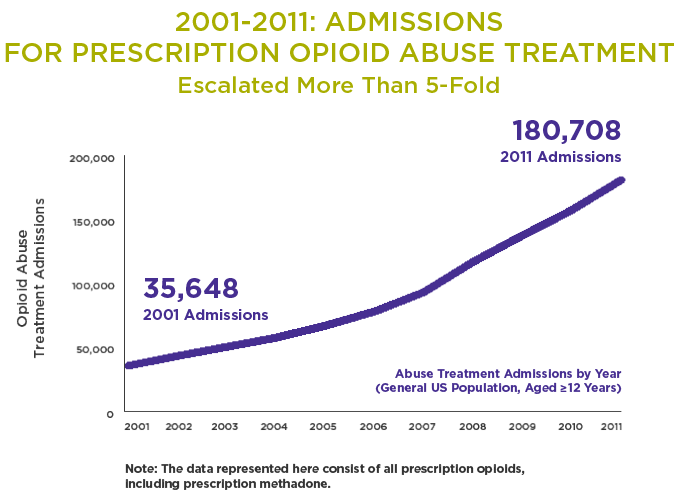 2001-2011: ADMISSIONS
FOR PRESCRIPTION OPIOID ABUSE TREATMENT
Escalated More Than 5-Fold
180,708
2011 Admissions
200,000
150,000
100,000
50,000
0
Opioid Abuse
Treatment Admissions
35,648
2001 Admissions
Abuse Treatment Admissions by Year
(General US Population, Aged ≥12 Years)
2001 2002 2003 2004 2005 2006 2007 2008 2009 2010 2011
Note: The data represented here consist of all prescription opioids,
including prescription methadone.